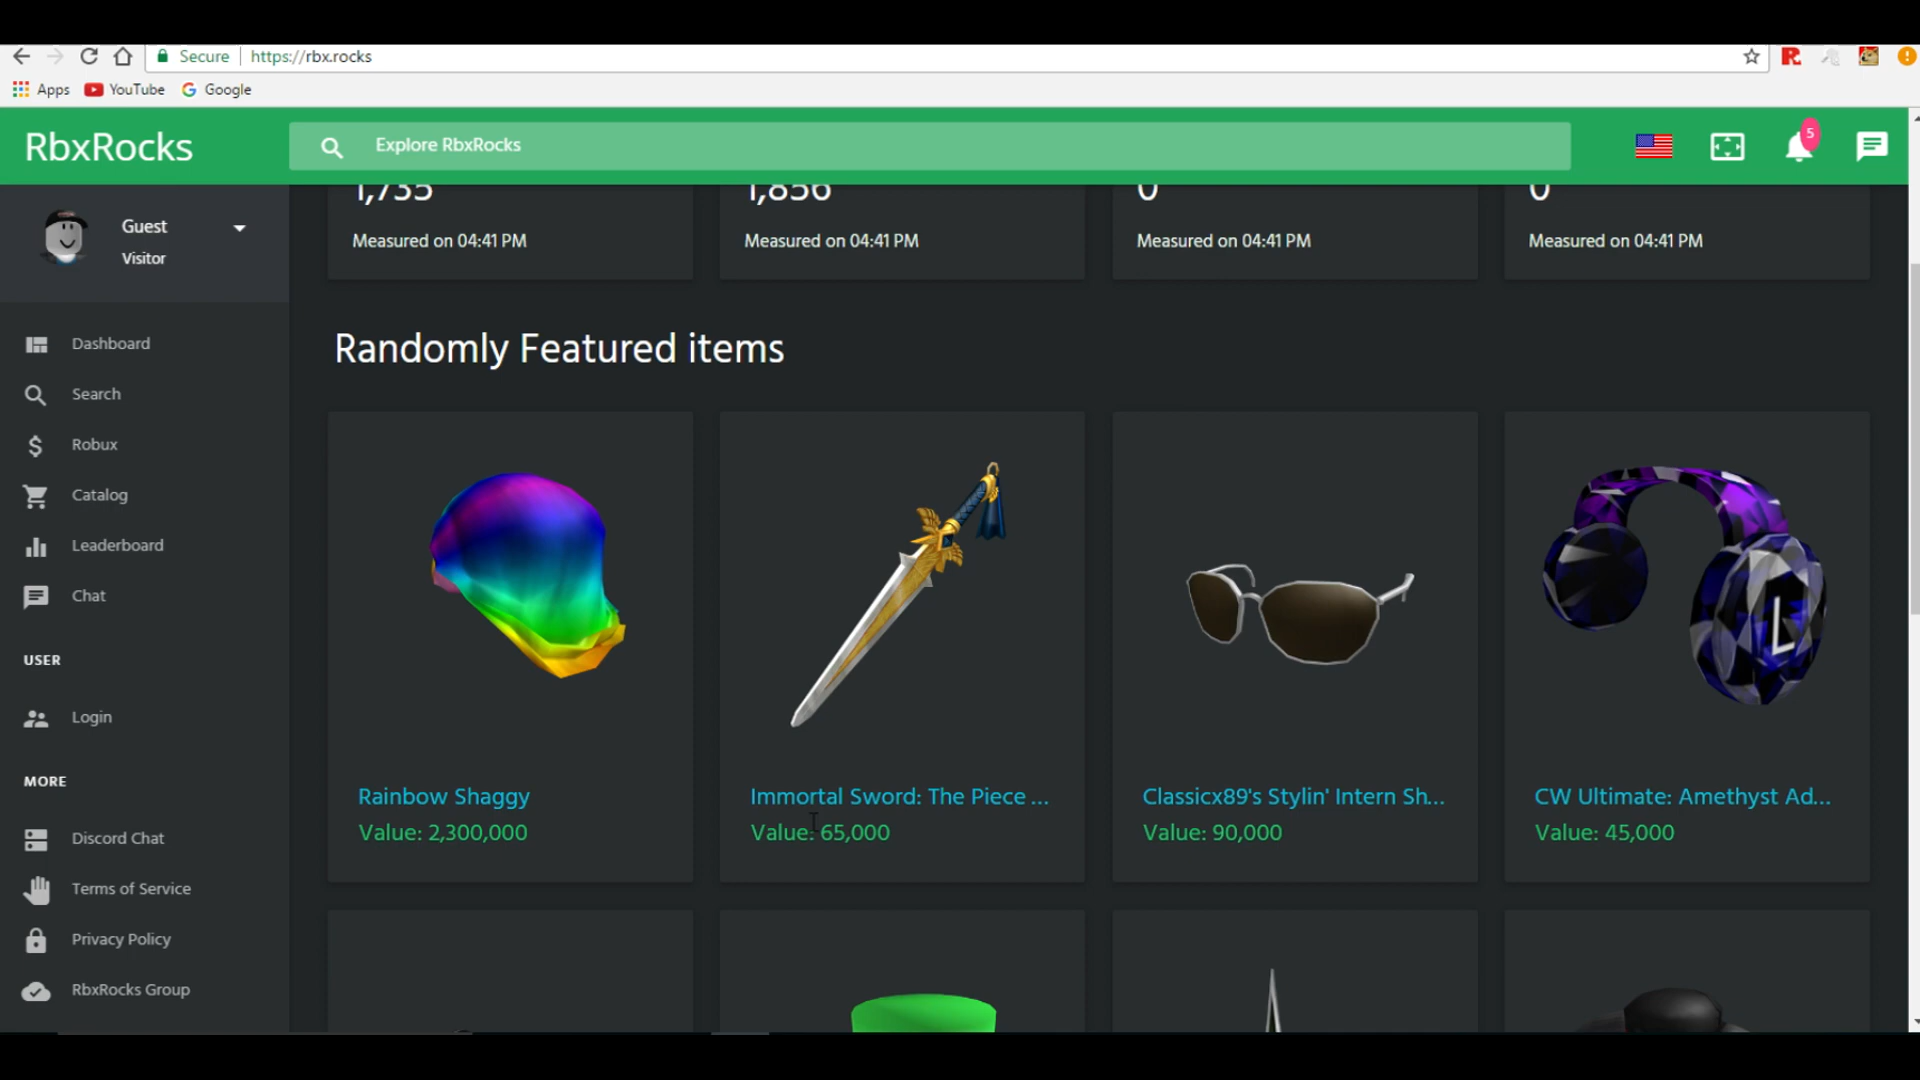 Secure
https://rbx.rocks
Apps
YouTube
Google
RbxRocks
Explore RbxRocks
5
Guest
Visitor
Dashboard
Search
Robux
Catalog
Leaderboard
Chat
USER
Login
MORE
Discord Chat
Terms of Service
Privacy Policy
RbxRocks Group
1,735
Measured on 04:41 PM
1,856
Measured on 04:41 PM
0
Measured on 04:41 PM
0
Measured on 04:41 PM
Randomly Featured items
Rainbow Shaggy
Value: 2,300,000
Immortal Sword: The Piece ...
Value: 65,000
Classicx89's Stylin' Intern Sh...
Value: 90,000
L
CW Ultimate: Amethyst Ad...
Value: 45,000